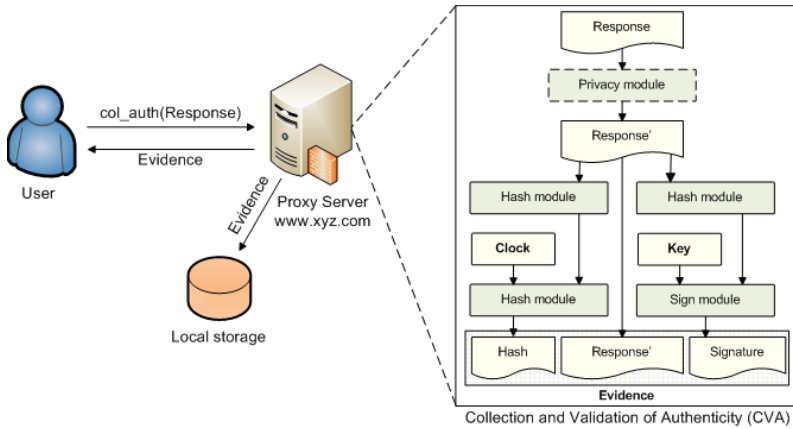 Response
Privacy module
Response'
Hash module
Hash module
Clock
Key
Hash module
Sign module
Hash
Response'
Signature
Evidence
Collection and Validation of Authenticity (CVA)
col_auth(Response)
Evidence
User
Proxy Server
www.xyz.com
Evidence
Local storage